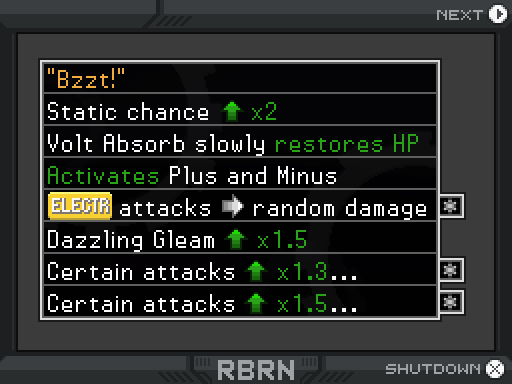 NEXT
"Bzzt!"
Static chance ⬆ x2
Volt Absorb slowly restores HP
Activates Plus and Minus
ELECTR attacks ➡ random damage
Dazzling Gleam ⬆ x1.5
Certain attacks ⬆ x1.3...
Certain attacks ⬆ x1.5...
RBRN
SHUTDOWN